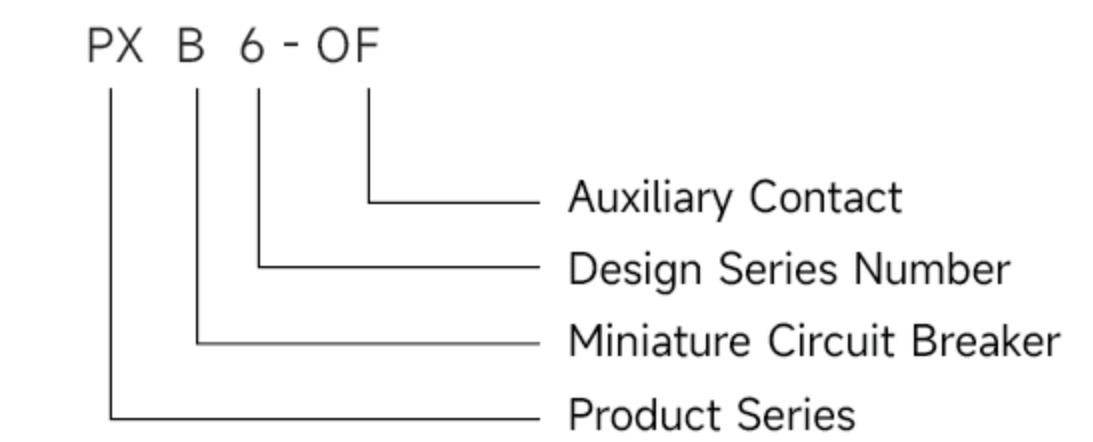 PX B 6 - OF
Auxiliary Contact
Design Series Number
Miniature Circuit Breaker
Product Series